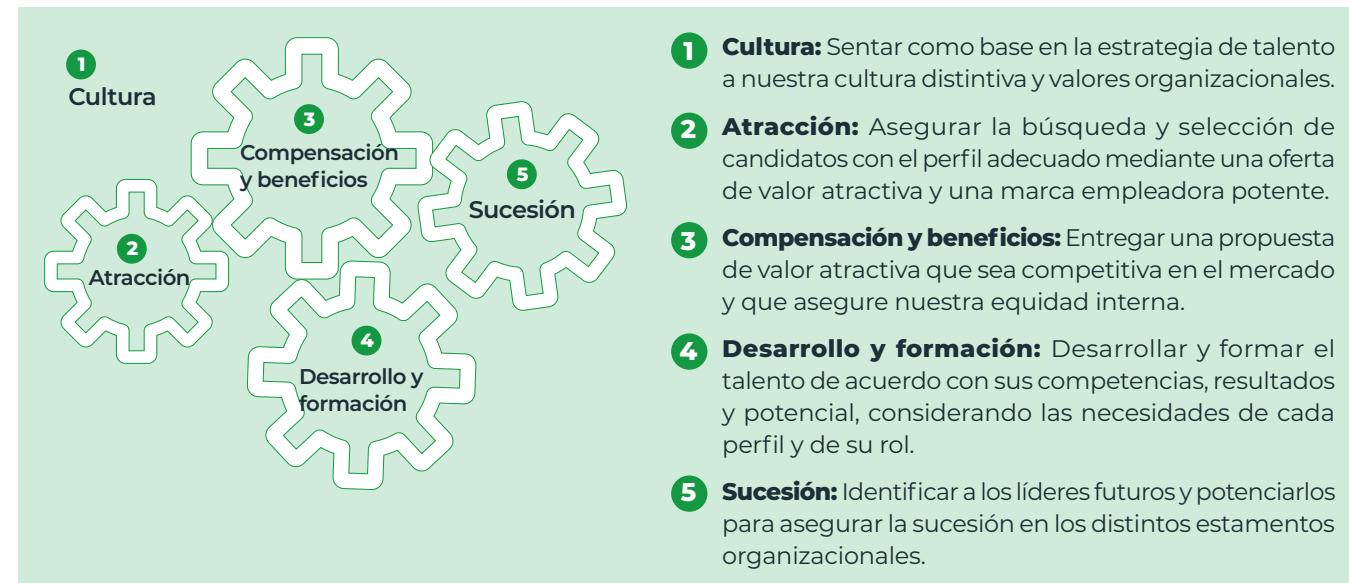 1
Cultura
3
Compensación
y beneficios
5
Sucesión
2
Atracción
4
Desarrollo y
formación
1 Cultura: Sentar como base en la estrategia de talento
a nuestra cultura distintiva y valores organizacionales.
2 Atracción: Asegurar la búsqueda y selección de
candidatos con el perfil adecuado mediante una oferta
de valor atractiva y una marca empleadora potente.
3 Compensación y beneficios: Entregar una propuesta
de valor atractiva que sea competitiva en el mercado
y que asegure nuestra equidad interna.
4 Desarrollo y formación: Desarrollar y formar el
talento de acuerdo con sus competencias, resultados
y potencial, considerando las necesidades de cada
perfil y de su rol.
5 Sucesión: Identificar a los líderes futuros y potenciarlos
para asegurar la sucesión en los distintos estamentos
organizacionales.